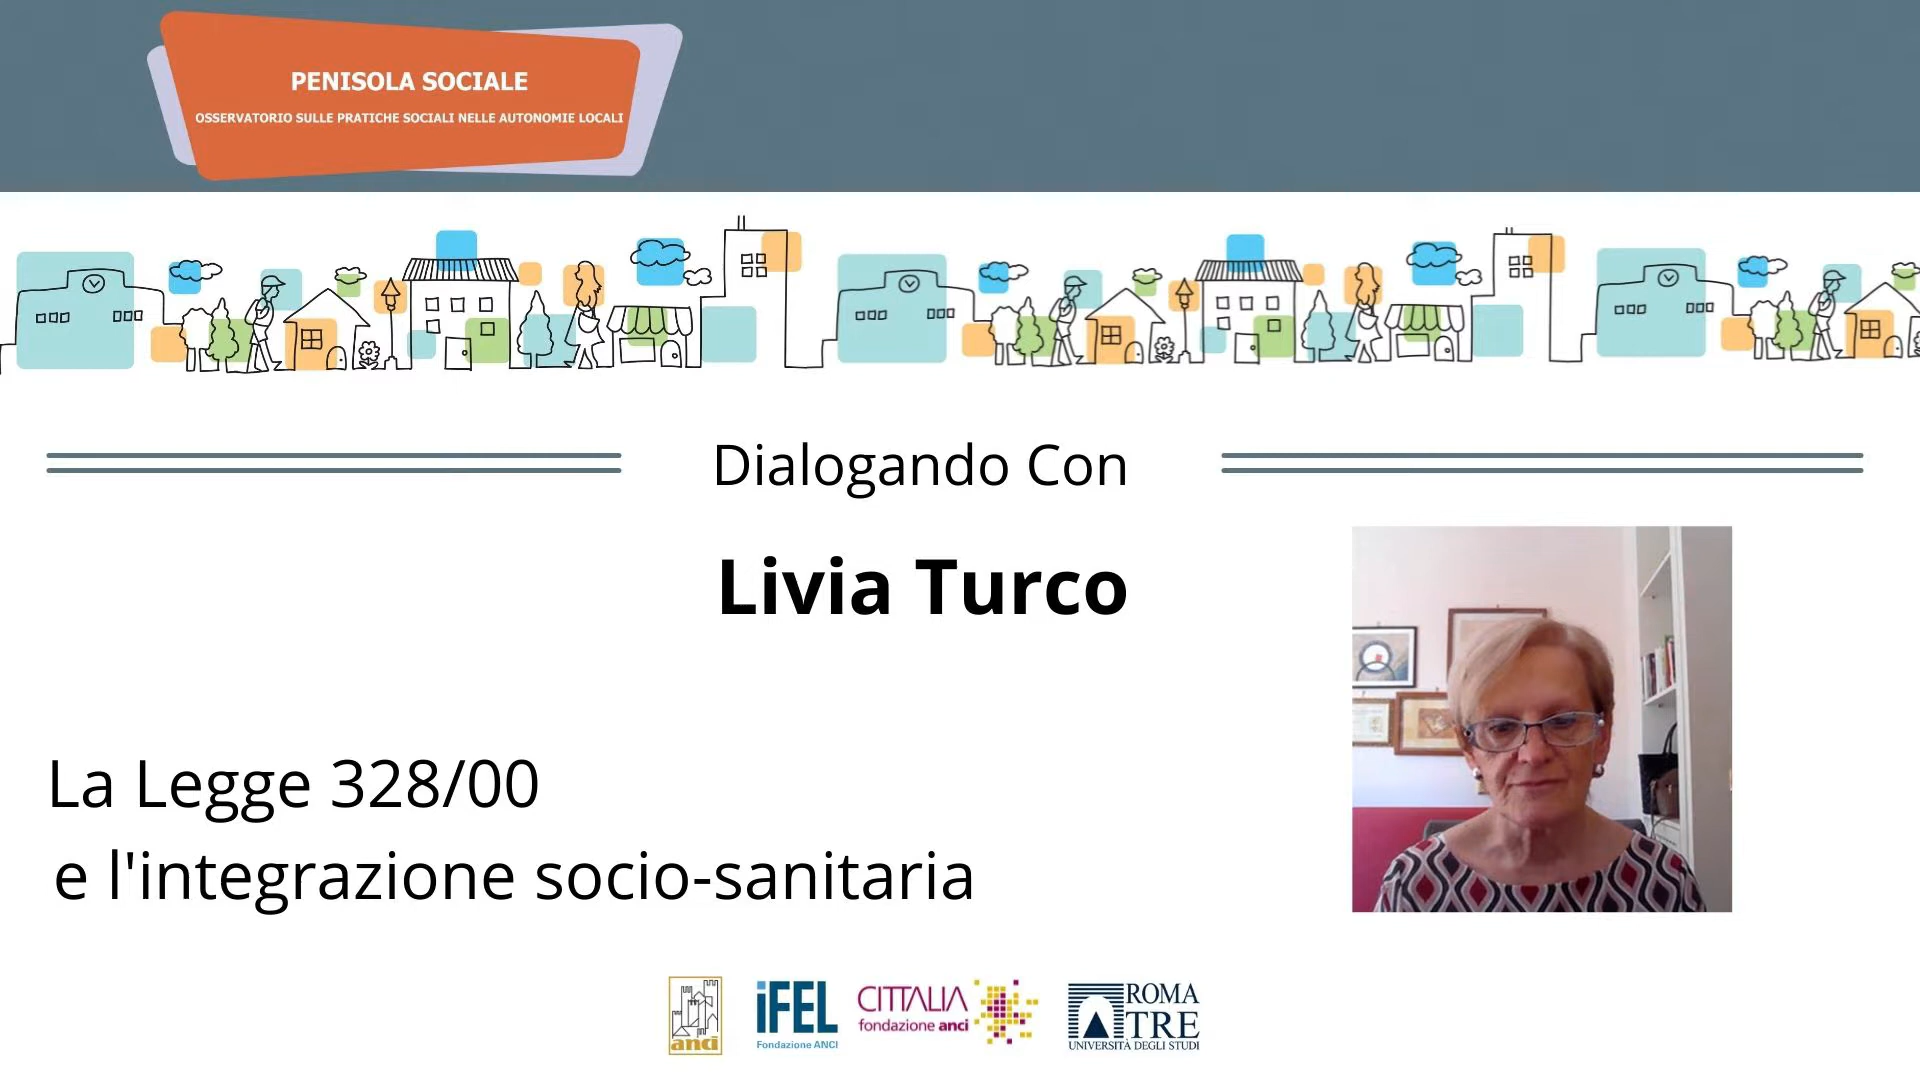 PENISOLA SOCIALE
OSSERVATORIO SULLE PRATICHE SOCIALI NELLE AUTONOMIE LOCALI
Dialogando Con
Livia Turco
La Legge 328/00
e l'integrazione socio-sanitaria
anci
iFEL
Fondazione ANCI
CITTALIA
fondazione anci
ROMA
TRE
UNIVERSITÀ DEGLI STUDI